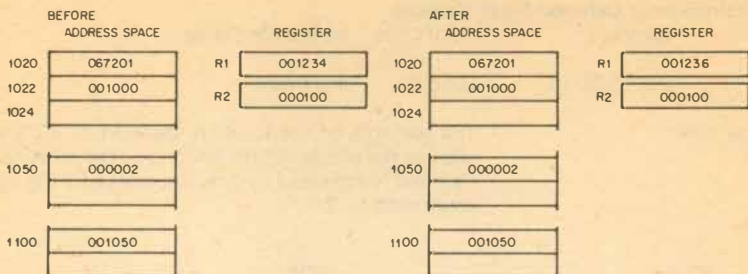 BEFORE
ADDRESS SPACE
REGISTER
1020
067201
R1
001234
1022
001000
R2
000100
1024
1050
000002
1100
001050
AFTER
ADDRESS SPACE
REGISTER
1020
067201
R1
001236
1022
001000
R2
000100
1024
1050
000002
1100
001050